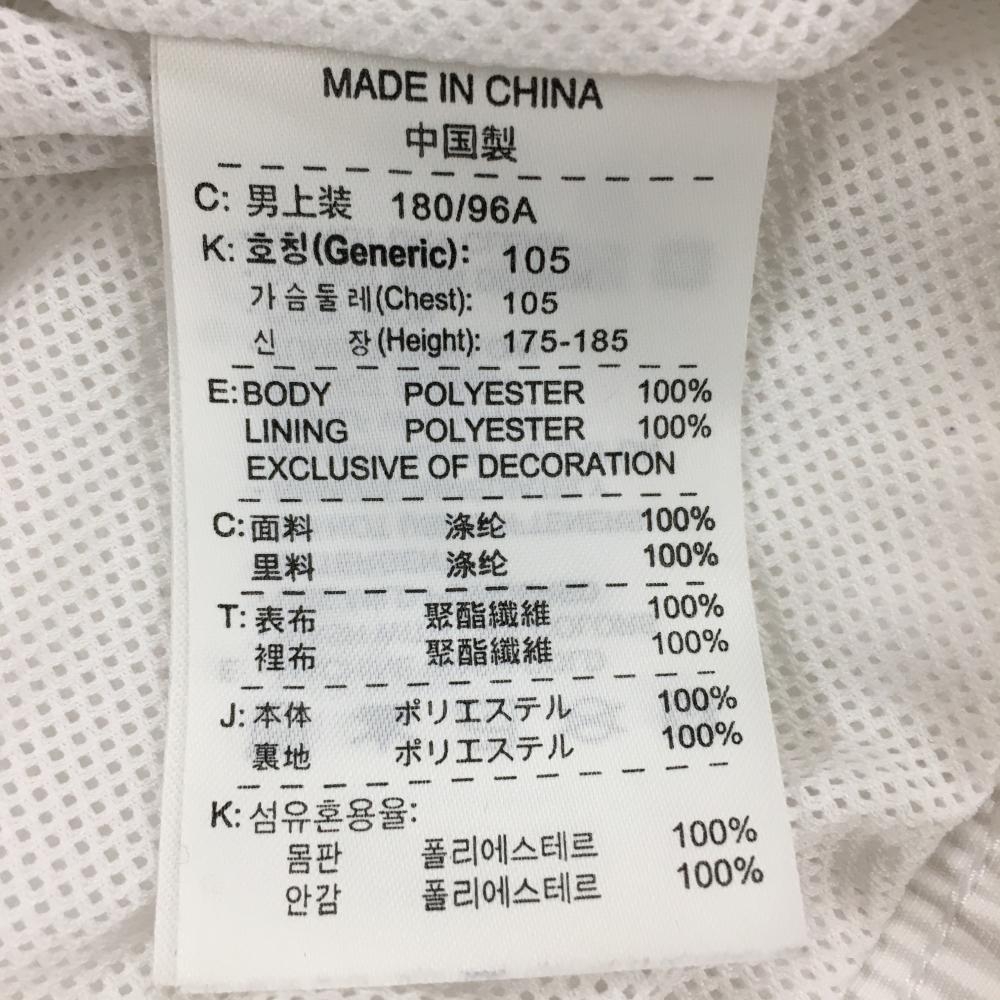 MADE IN CHINA
中国製
C: 男上装 180/96A
K: 호칭(Generic): 105
가슴둘레(Chest): 105
신 장(Height): 175-185
E: BODY POLYESTER 100%
LINING POLYESTER 100%
EXCLUSIVE OF DECORATION
C: 面料 涤纶 100%
里料 涤纶 100%
T: 表布 聚酯纖維 100%
裡布 聚酯纖維 100%
J: 本体 ポリエステル 100%
裏地 ポリエステル 100%
K: 섬유혼용율:
몸판 폴리에스테르 100%
안감 폴리에스테르 100%